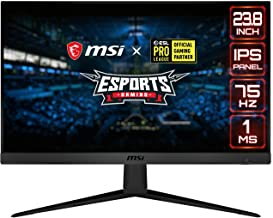 msi × ESL PRO LEAGUE OFFICIAL GAMING PARTNER
ESPORTS
GAMING
23.8 INCH
IPS PANEL
75 HZ
1 MS
msi